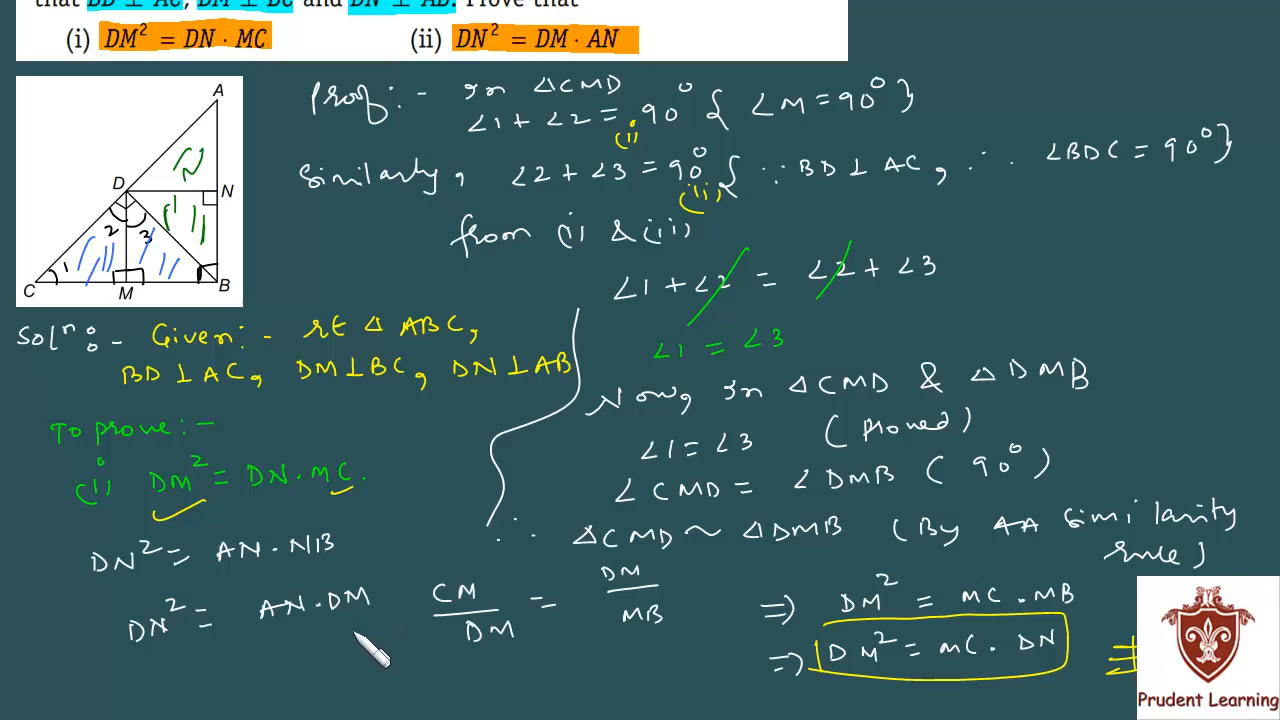 that BD ⊥ AC, DM ⊥ BC and DN ⊥ AB. Prove that
(i) DM² = DN · MC (ii) DN² = DM · AN
A
D
N
2
3
1
C
M
B
Proof:- In △CMD
∠1 + ∠2 = 90° { ∠M = 90° }
(i)
Similarly, ∠2 + ∠3 = 90° { ∵ BD ⊥ AC, ∴ ∠BDC = 90° }
(ii)
from (i) & (ii)
∠1 + ∠2 = ∠2 + ∠3
∠1 = ∠3
Soln:- Given:- rt △ ABC,
BD ⊥ AC, DM ⊥ BC, DN ⊥ AB
To prove:-
(i) DM² = DN · MC.
DN² = AN · NB
DN² = AN · DM
Now, In △CMD & △DMB
∠1 = ∠3 (proved)
∠CMD = ∠DMB (90°)
∴ △CMD ~ △DMB (By AA similarity
rule)
CM/DM = DM/MB
⇒ DM² = MC · MB
⇒ DM² = MC · DN
Prudent Learning